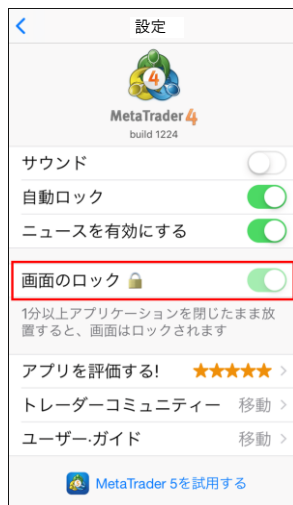 設定
4
MetaTrader 4
build 1224
サウンド
自動ロック
ニュースを有効にする
画面のロック
1分以上アプリケーションを閉じたまま放
置すると、画面はロックされます
アプリを評価する!
トレーダーコミュニティー 移動
ユーザー·ガイド 移動
MetaTrader 5を試用する